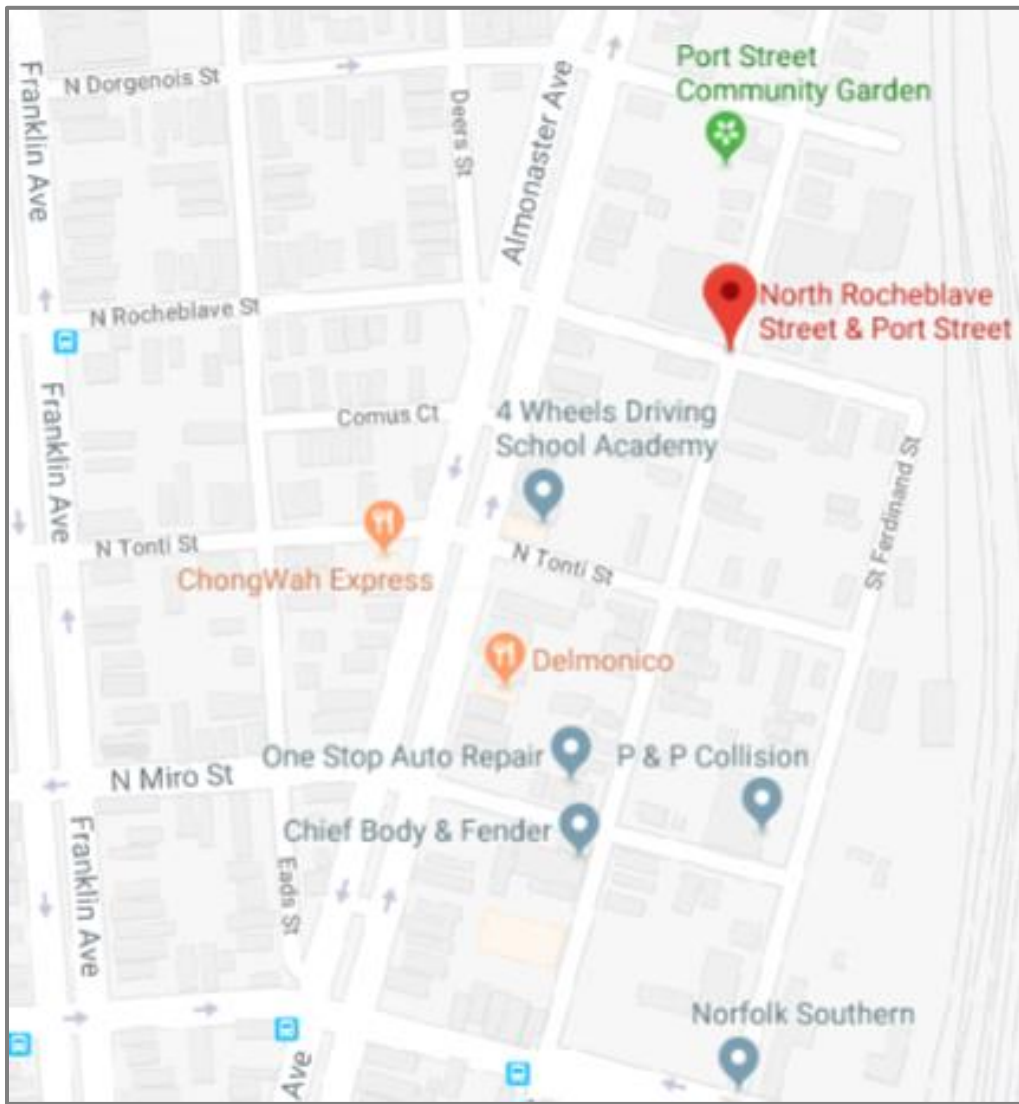 Port Street
Community Garden
Franklin Ave
N Dorgenois St
Deers St
Almonaster Ave
North Rocheblave
Street & Port Street
N Rocheblave St
Franklin Ave
Comus Ct
4 Wheels Driving
School Academy
St Ferdinand St
N Tonti St
N Tonti St
ChongWah Express
Delmonico
One Stop Auto Repair
P & P Collision
N Miro St
Chief Body & Fender
Franklin Ave
Eads St
Norfolk Southern
Ave